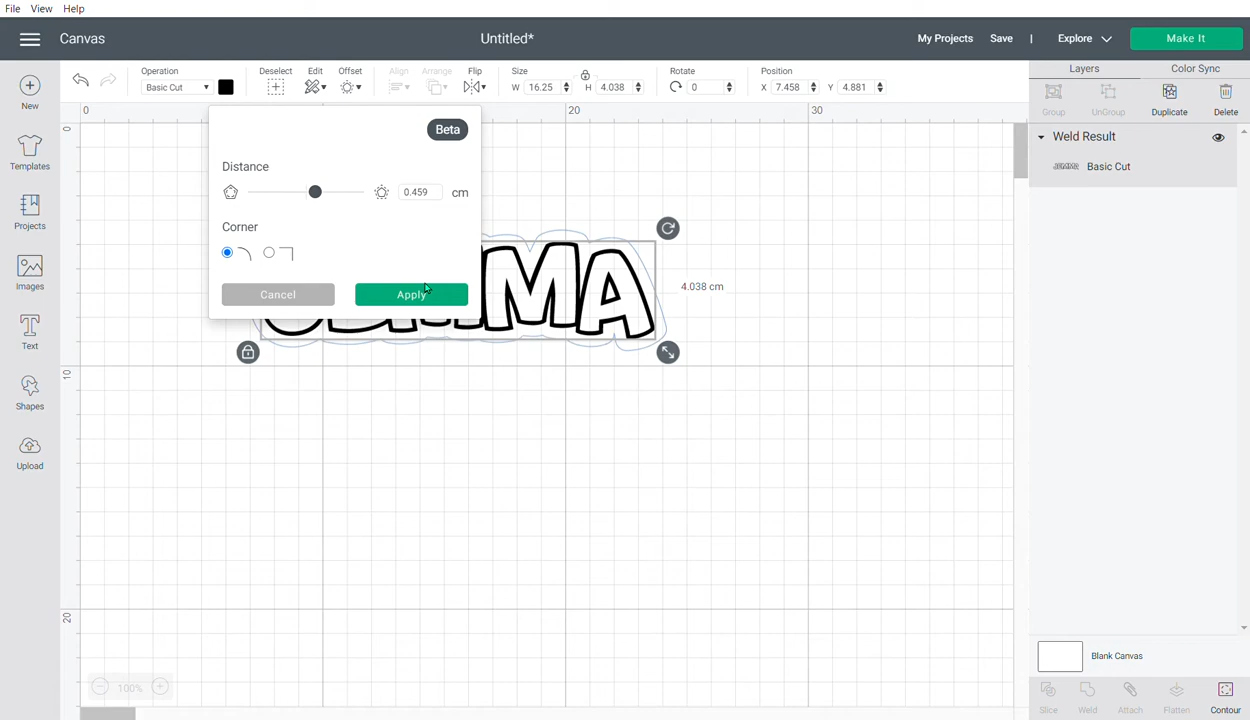 File View Help
Canvas Untitled* My Projects Save | Explore Make It
New
Templates
Projects
Images
Text
Shapes
Upload
Operation Deselect Edit Offset Align Arrange Flip Size Rotate Position
Basic Cut W 16.25 H 4.038 0 X 7.458 Y 4.881
0 20 30
0
10
20
Beta
Distance
0.459 cm
Corner
Cancel Apply
4.038 cm
100%
Layers Color Sync
Group UnGroup Duplicate Delete
Weld Result
JEMMA Basic Cut
Blank Canvas
Slice Weld Attach Flatten Contour